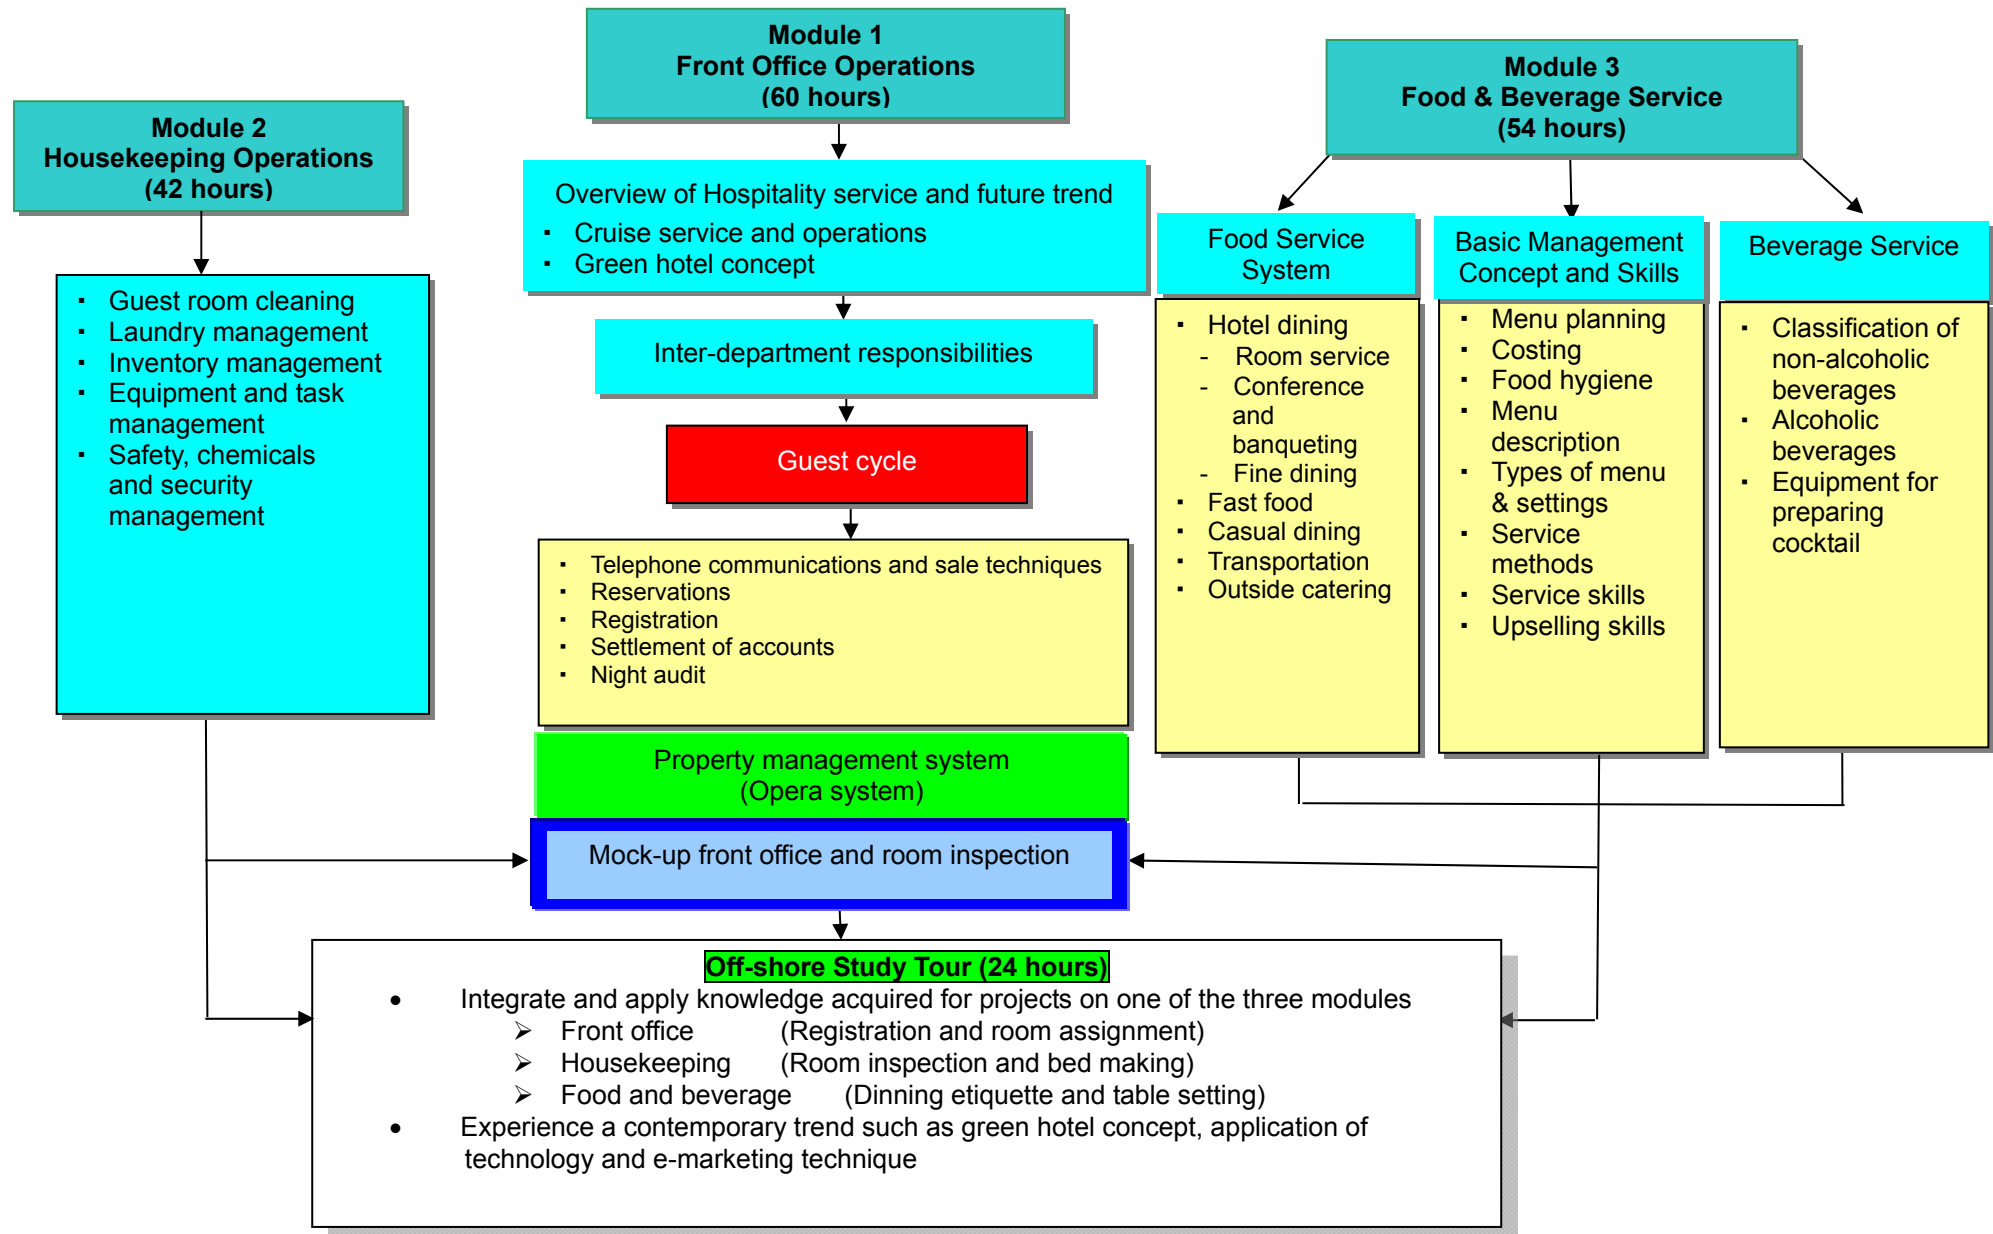 Module 1
Front Office Operations
(60 hours)
Module 2
Housekeeping Operations
(42 hours)
Module 3
Food & Beverage Service
(54 hours)
Overview of Hospitality service and future trend
▪ Cruise service and operations
▪ Green hotel concept
Inter-department responsibilities
Guest cycle
▪ Telephone communications and sale techniques
▪ Reservations
▪ Registration
▪ Settlement of accounts
▪ Night audit
Property management system
(Opera system)
Mock-up front office and room inspection
▪ Guest room cleaning
▪ Laundry management
▪ Inventory management
▪ Equipment and task
management
▪ Safety, chemicals
and security
management
Food Service
System
▪ Hotel dining
- Room service
- Conference
and
banqueting
- Fine dining
▪ Fast food
▪ Casual dining
▪ Transportation
▪ Outside catering
Basic Management
Concept and Skills
▪ Menu planning
▪ Costing
▪ Food hygiene
▪ Menu
description
▪ Types of menu
& settings
▪ Service
methods
▪ Service skills
▪ Upselling skills
Beverage Service
▪ Classification of
non-alcoholic
beverages
▪ Alcoholic
beverages
▪ Equipment for
preparing
cocktail
Off-shore Study Tour (24 hours)
• Integrate and apply knowledge acquired for projects on one of the three modules
➢ Front office (Registration and room assignment)
➢ Housekeeping (Room inspection and bed making)
➢ Food and beverage (Dinning etiquette and table setting)
• Experience a contemporary trend such as green hotel concept, application of
technology and e-marketing technique